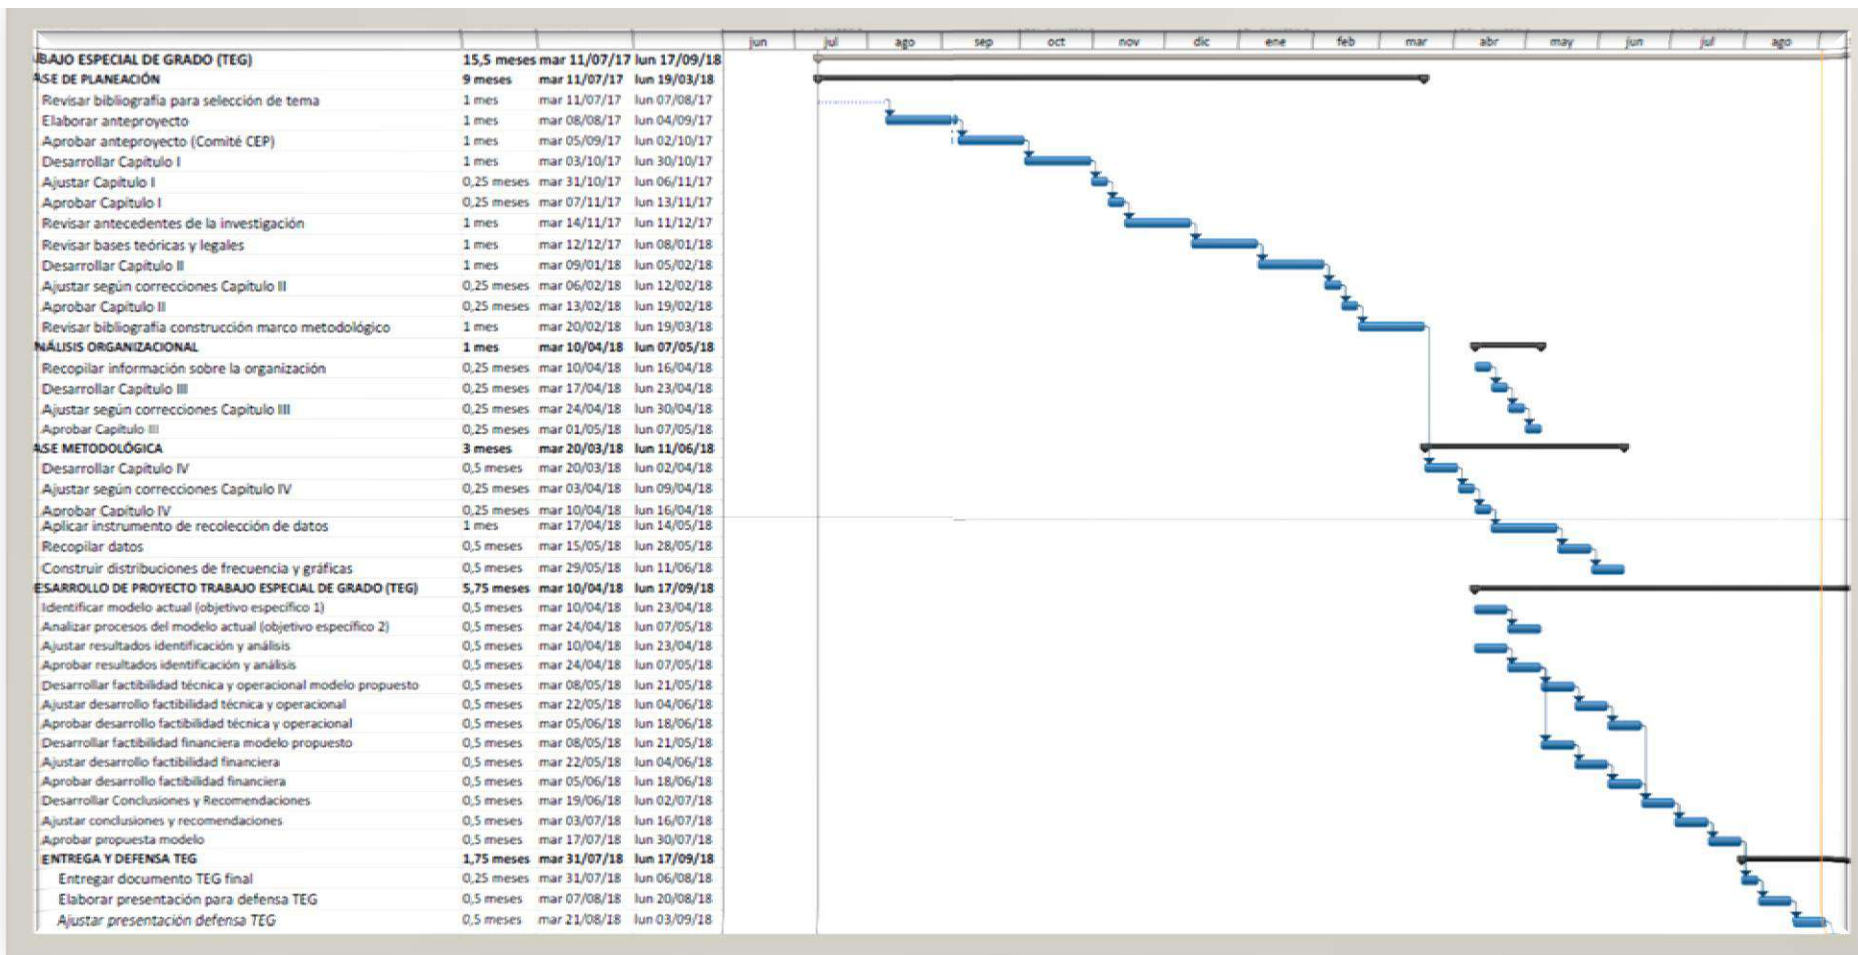 jun jul ago sep oct nov dic ene feb mar abr may jun jul ago
BAJO ESPECIAL DE GRADO (TEG) 15,5 meses mar 11/07/17 lun 17/09/18
ASE DE PLANEACIÓN 9 meses mar 11/07/17 lun 19/03/18
Revisar bibliografía para selección de tema 1 mes mar 11/07/17 lun 07/08/17
Elaborar anteproyecto 1 mes mar 08/08/17 lun 04/09/17
Aprobar anteproyecto (Comité CEP) 1 mes mar 05/09/17 lun 02/10/17
Desarrollar Capítulo I 1 mes mar 03/10/17 lun 30/10/17
Ajustar Capítulo I 0,25 meses mar 31/10/17 lun 06/11/17
Aprobar Capítulo I 0,25 meses mar 07/11/17 lun 13/11/17
Revisar antecedentes de la investigación 1 mes mar 14/11/17 lun 11/12/17
Revisar bases teóricas y legales 1 mes mar 12/12/17 lun 08/01/18
Desarrollar Capítulo II 1 mes mar 09/01/18 lun 05/02/18
Ajustar según correcciones Capítulo II 0,25 meses mar 06/02/18 lun 12/02/18
Aprobar Capítulo II 0,25 meses mar 13/02/18 lun 19/02/18
Revisar bibliografía construcción marco metodológico 1 mes mar 20/02/18 lun 19/03/18
NÁLISIS ORGANIZACIONAL 1 mes mar 10/04/18 lun 07/05/18
Recopilar información sobre la organización 0,25 meses mar 10/04/18 lun 16/04/18
Desarrollar Capítulo III 0,25 meses mar 17/04/18 lun 23/04/18
Ajustar según correcciones Capítulo III 0,25 meses mar 24/04/18 lun 30/04/18
Aprobar Capítulo III 0,25 meses mar 01/05/18 lun 07/05/18
ASE METODOLÓGICA 3 meses mar 20/03/18 lun 11/06/18
Desarrollar Capítulo IV 0,5 meses mar 20/03/18 lun 02/04/18
Ajustar según correcciones Capítulo IV 0,25 meses mar 03/04/18 lun 09/04/18
Aprobar Capítulo IV 0,25 meses mar 10/04/18 lun 16/04/18
Aplicar instrumento de recolección de datos 1 mes mar 17/04/18 lun 14/05/18
Recopilar datos 0,5 meses mar 15/05/18 lun 28/05/18
Construir distribuciones de frecuencia y gráficas 0,5 meses mar 29/05/18 lun 11/06/18
ESARROLLO DE PROYECTO TRABAJO ESPECIAL DE GRADO (TEG) 5,75 meses mar 10/04/18 lun 17/09/18
Identificar modelo actual (objetivo específico 1) 0,5 meses mar 10/04/18 lun 23/04/18
Analizar procesos del modelo actual (objetivo específico 2) 0,5 meses mar 24/04/18 lun 07/05/18
Ajustar resultados identificación y análisis 0,5 meses mar 10/04/18 lun 23/04/18
Aprobar resultados identificación y análisis 0,5 meses mar 24/04/18 lun 07/05/18
Desarrollar factibilidad técnica y operacional modelo propuesto 0,5 meses mar 08/05/18 lun 21/05/18
Ajustar desarrollo factibilidad técnica y operacional 0,5 meses mar 22/05/18 lun 04/06/18
Aprobar desarrollo factibilidad técnica y operacional 0,5 meses mar 05/06/18 lun 18/06/18
Desarrollar factibilidad financiera modelo propuesto 0,5 meses mar 08/05/18 lun 21/05/18
Ajustar desarrollo factibilidad financiera 0,5 meses mar 22/05/18 lun 04/06/18
Aprobar desarrollo factibilidad financiera 0,5 meses mar 05/06/18 lun 18/06/18
Desarrollar Conclusiones y Recomendaciones 0,5 meses mar 19/06/18 lun 02/07/18
Ajustar conclusiones y recomendaciones 0,5 meses mar 03/07/18 lun 16/07/18
Aprobar propuesta modelo 0,5 meses mar 17/07/18 lun 30/07/18
ENTREGA Y DEFENSA TEG 1,75 meses mar 31/07/18 lun 17/09/18
Entregar documento TEG final 0,25 meses mar 31/07/18 lun 06/08/18
Elaborar presentación para defensa TEG 0,5 meses mar 07/08/18 lun 20/08/18
Ajustar presentación defensa TEG 0,5 meses mar 21/08/18 lun 03/09/18